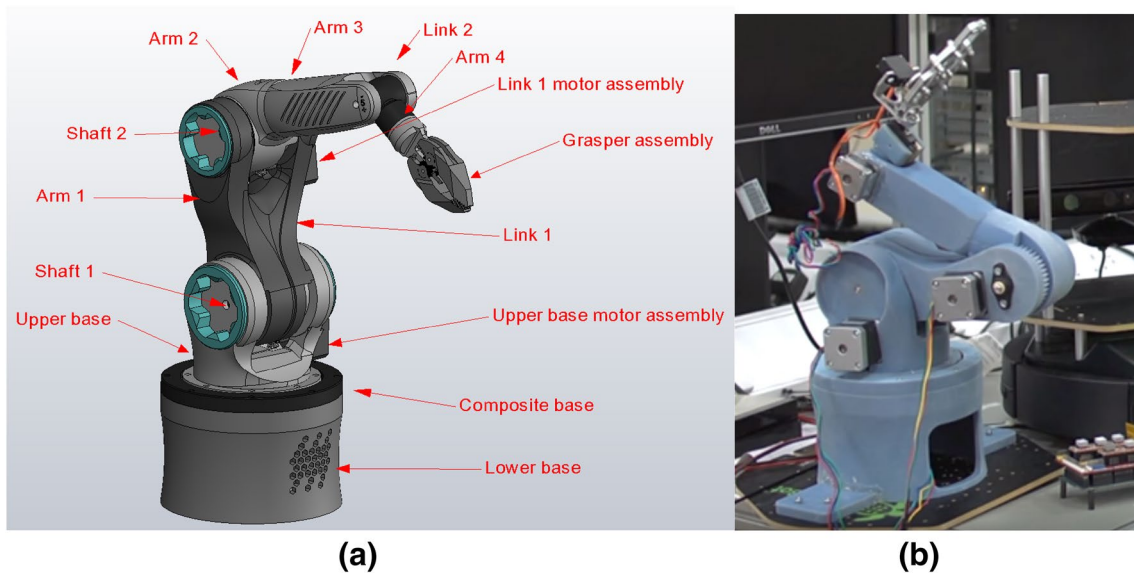 Arm 3
Link 2
Arm 2
Arm 4
Link 1 motor assembly
Shaft 2
Grasper assembly
Arm 1
Link 1
Shaft 1
Upper base
Upper base motor assembly
Composite base
Lower base
DELL
(a)
(b)